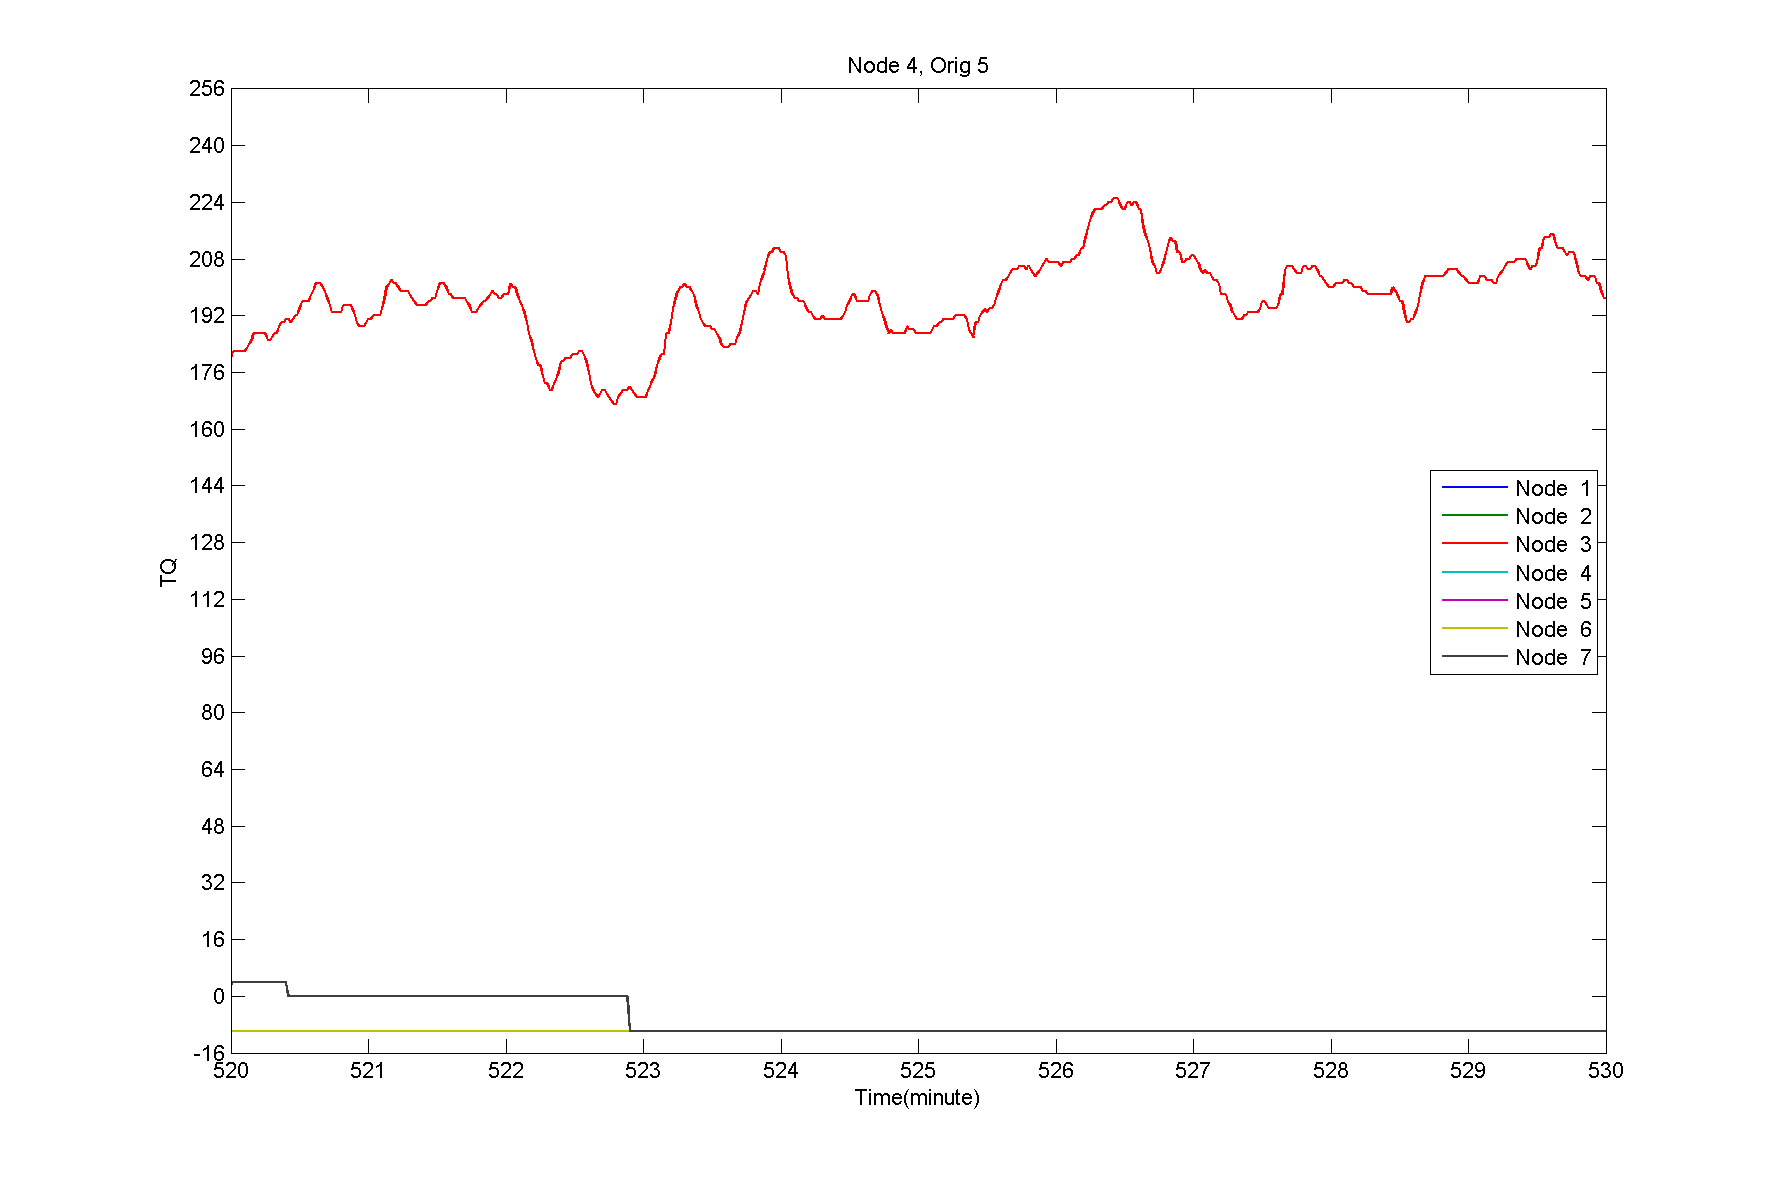 Node 4, Orig 5
256
240
224
208
192
176
160
144
128
112
96
80
64
48
32
16
0
-16
TQ
Node 1
Node 2
Node 3
Node 4
Node 5
Node 6
Node 7
520 521 522 523 524 525 526 527 528 529 530
Time(minute)